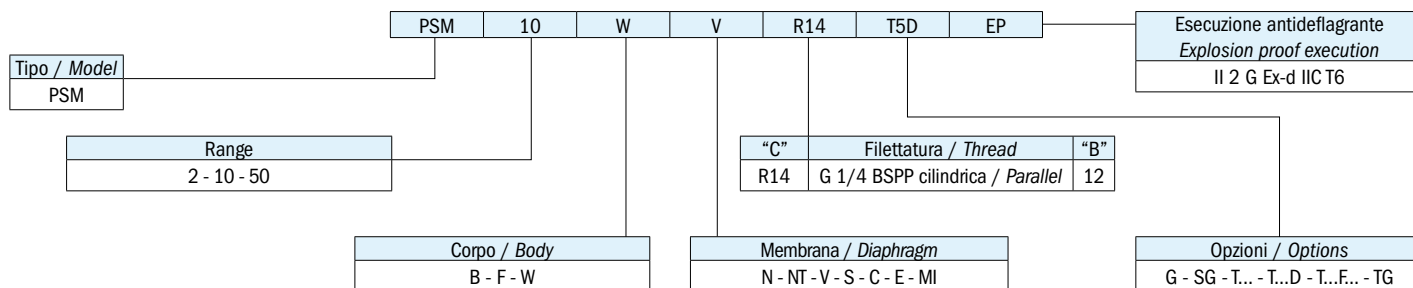 PSM 10 W V R14 T5D EP
Esecuzione antideflagrante
Explosion proof execution
II 2 G Ex-d IIC T6
Tipo / Model
PSM
Range
2 - 10 - 50
“C” Filettatura / Thread “B”
R14 G 1/4 BSPP cilindrica / Parallel 12
Corpo / Body
B - F - W
Membrana / Diaphragm
N - NT - V - S - C - E - MI
Opzioni / Options
G - SG - T... - T...D - T...F... - TG